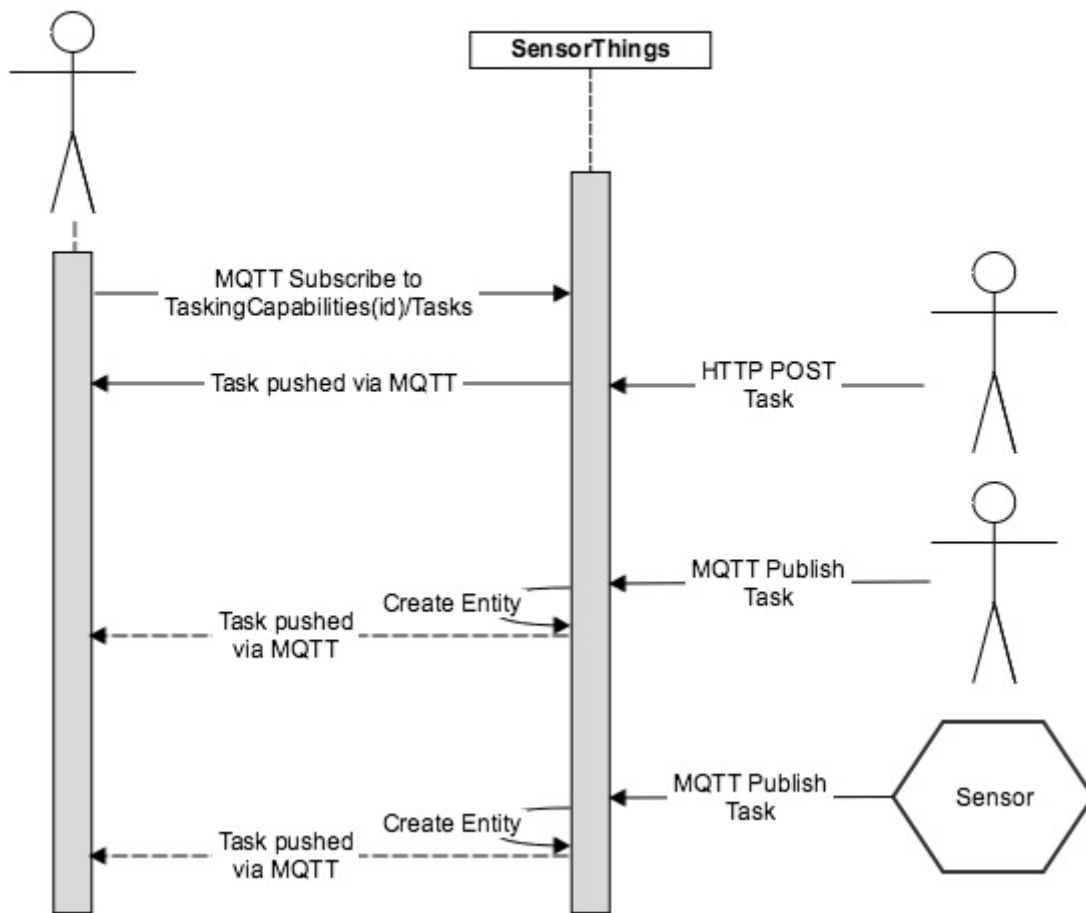 SensorThings
MQTT Subscribe to
TaskingCapabilities(id)/Tasks
Task pushed via MQTT
HTTP POST
Task
MQTT Publish
Task
Create Entity
Task pushed
via MQTT
MQTT Publish
Task
Sensor
Create Entity
Task pushed
via MQTT